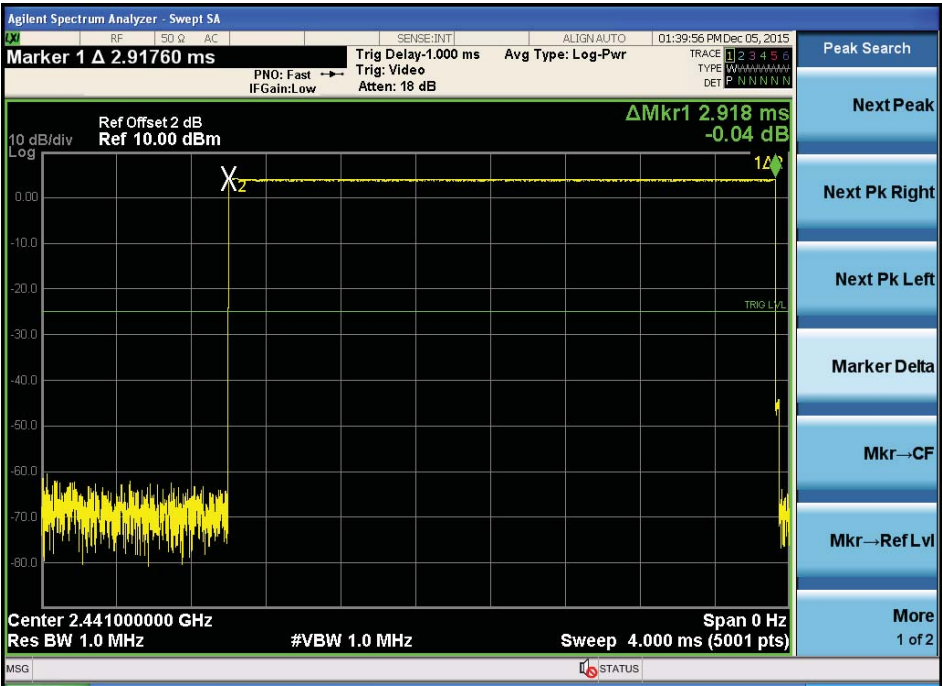 Agilent Spectrum Analyzer - Swept SA
LXI RF 50 Ω AC SENSE:INT ALIGN AUTO 01:39:56 PM Dec 05, 2015
Marker 1 Δ 2.91760 ms
PNO: Fast
IFGain:Low
Trig Delay-1.000 ms
Trig: Video
Atten: 18 dB
Avg Type: Log-Pwr
TRACE 1 2 3 4 5 6
TYPE W
DET P N N N N N
Peak Search
Next Peak
Next Pk Right
Next Pk Left
Marker Delta
Mkr→CF
Mkr→Ref Lvl
More
1 of 2
ΔMkr1 2.918 ms
-0.04 dB
Ref Offset 2 dB
10 dB/div Ref 10.00 dBm
Log
1Δ2
X2
0.00
-10.0
-20.0
TRIG LVL
-30.0
-40.0
-50.0
-60.0
-70.0
-80.0
Center 2.441000000 GHz Span 0 Hz
Res BW 1.0 MHz #VBW 1.0 MHz Sweep 4.000 ms (5001 pts)
MSG STATUS